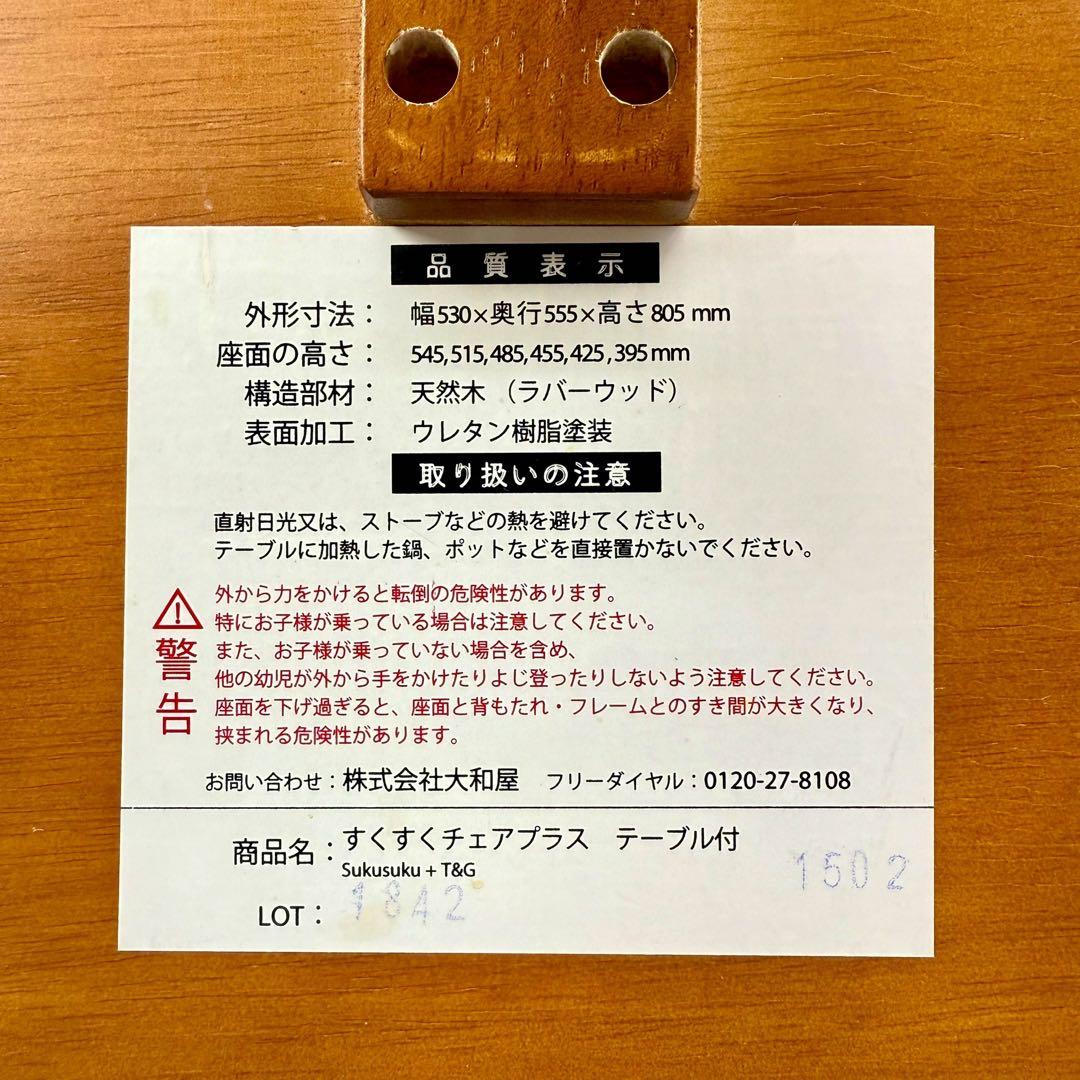 品質表示
外形寸法： 幅530×奥行555×高さ805 mm
座面の高さ： 545,515,485,455,425,395mm
構造部材： 天然木 （ラバーウッド）
表面加工： ウレタン樹脂塗装
取り扱いの注意
直射日光又は、ストーブなどの熱を避けてください。
テーブルに加熱した鍋、ポットなどを直接置かないでください。
警告
外から力をかけると転倒の危険性があります。
特にお子様が乗っている場合は注意してください。
また、お子様が乗っていない場合を含め、
他の幼児が外から手をかけたりよじ登ったりしないよう注意してください。
座面を下げ過ぎると、座面と背もたれ・フレームとのすき間が大きくなり、
挟まれる危険性があります。
お問い合わせ：株式会社大和屋 フリーダイヤル：0120-27-8108
商品名：すくすくチェアプラス テーブル付
Sukusuku + T&G
1502
LOT： 1842